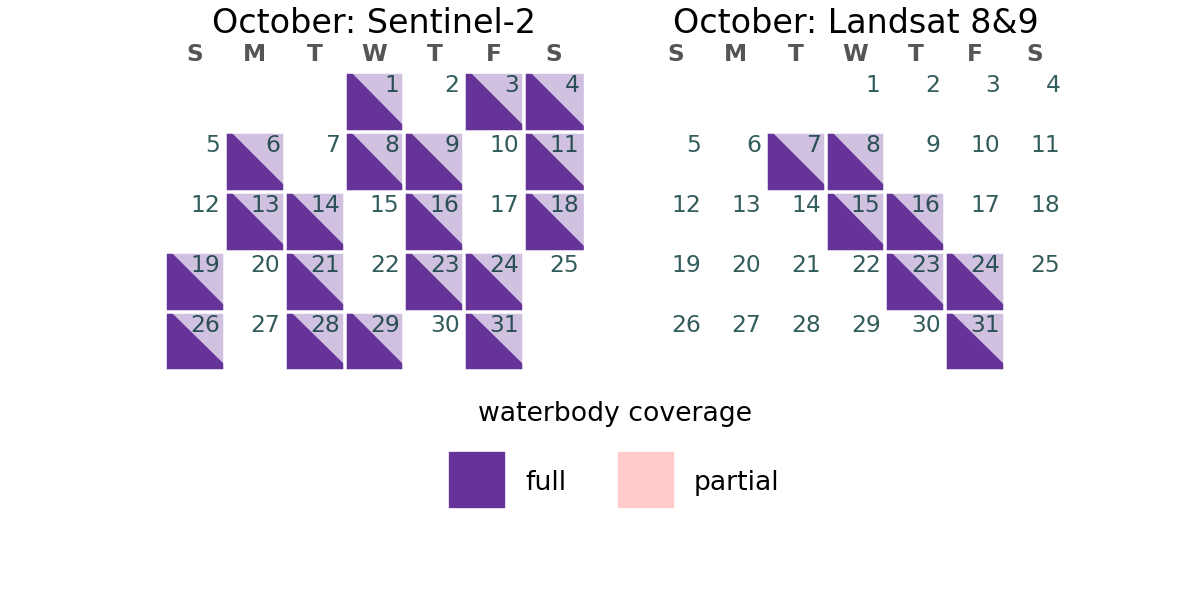 October: Sentinel-2
S M T W T F S
1 2 3 4
5 6 7 8 9 10 11
12 13 14 15 16 17 18
19 20 21 22 23 24 25
26 27 28 29 30 31
October: Landsat 8&9
S M T W T F S
1 2 3 4
5 6 7 8 9 10 11
12 13 14 15 16 17 18
19 20 21 22 23 24 25
26 27 28 29 30 31
waterbody coverage
full partial